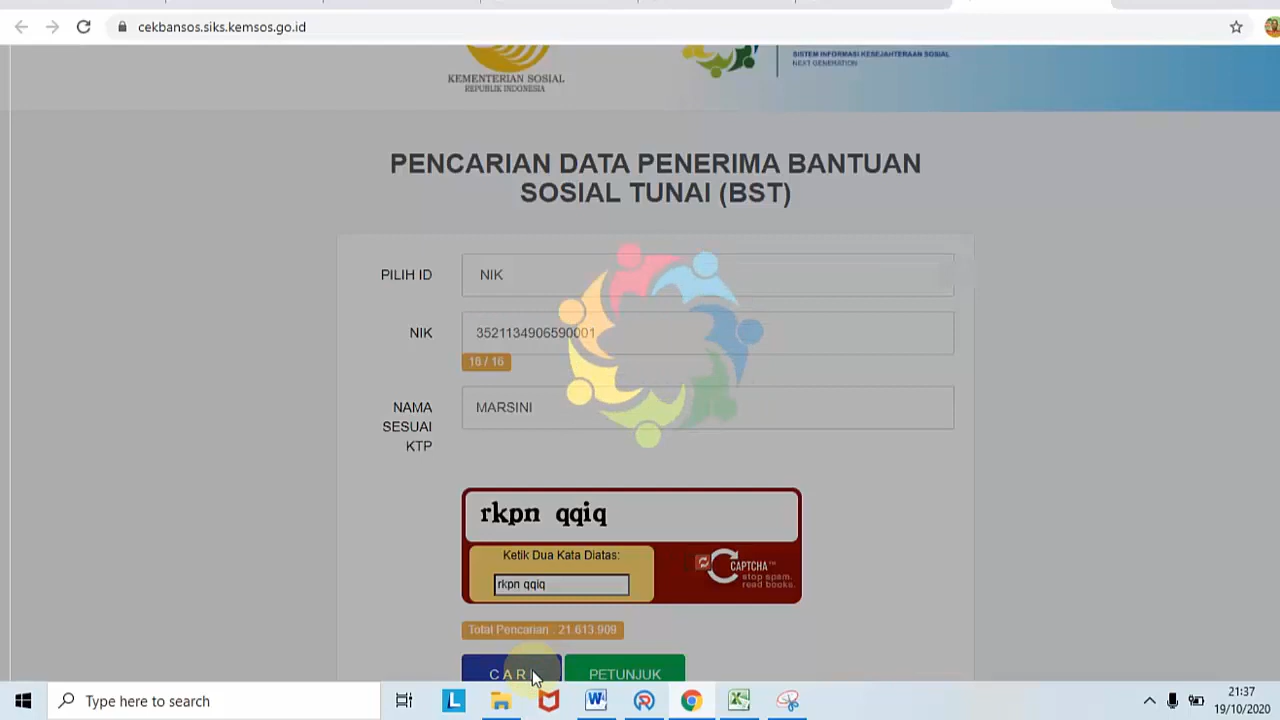 cekbansos.siks.kemsos.go.id
KEMENTERIAN SOSIAL
REPUBLIK INDONESIA
SISTEM INFORMASI KESEJAHTERAAN SOSIAL
NEXT GENERATION
PENCARIAN DATA PENERIMA BANTUAN
SOSIAL TUNAI (BST)
PILIH ID
NIK
NIK
3521134906590001
16 / 16
NAMA
SESUAI
KTP
MARSINI
rkpn qqiq
Ketik Dua Kata Diatas:
rkpn qqiq
CAPTCHA™
stop spam.
read books.
Total Pencarian : 21.613.909
CARI
PETUNJUK
Type here to search
21:37
19/10/2020